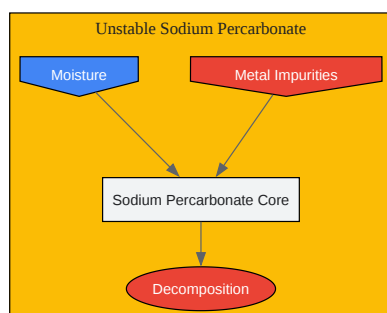 Unstable Sodium Percarbonate
Moisture
Metal Impurities
Sodium Percarbonate Core
Decomposition